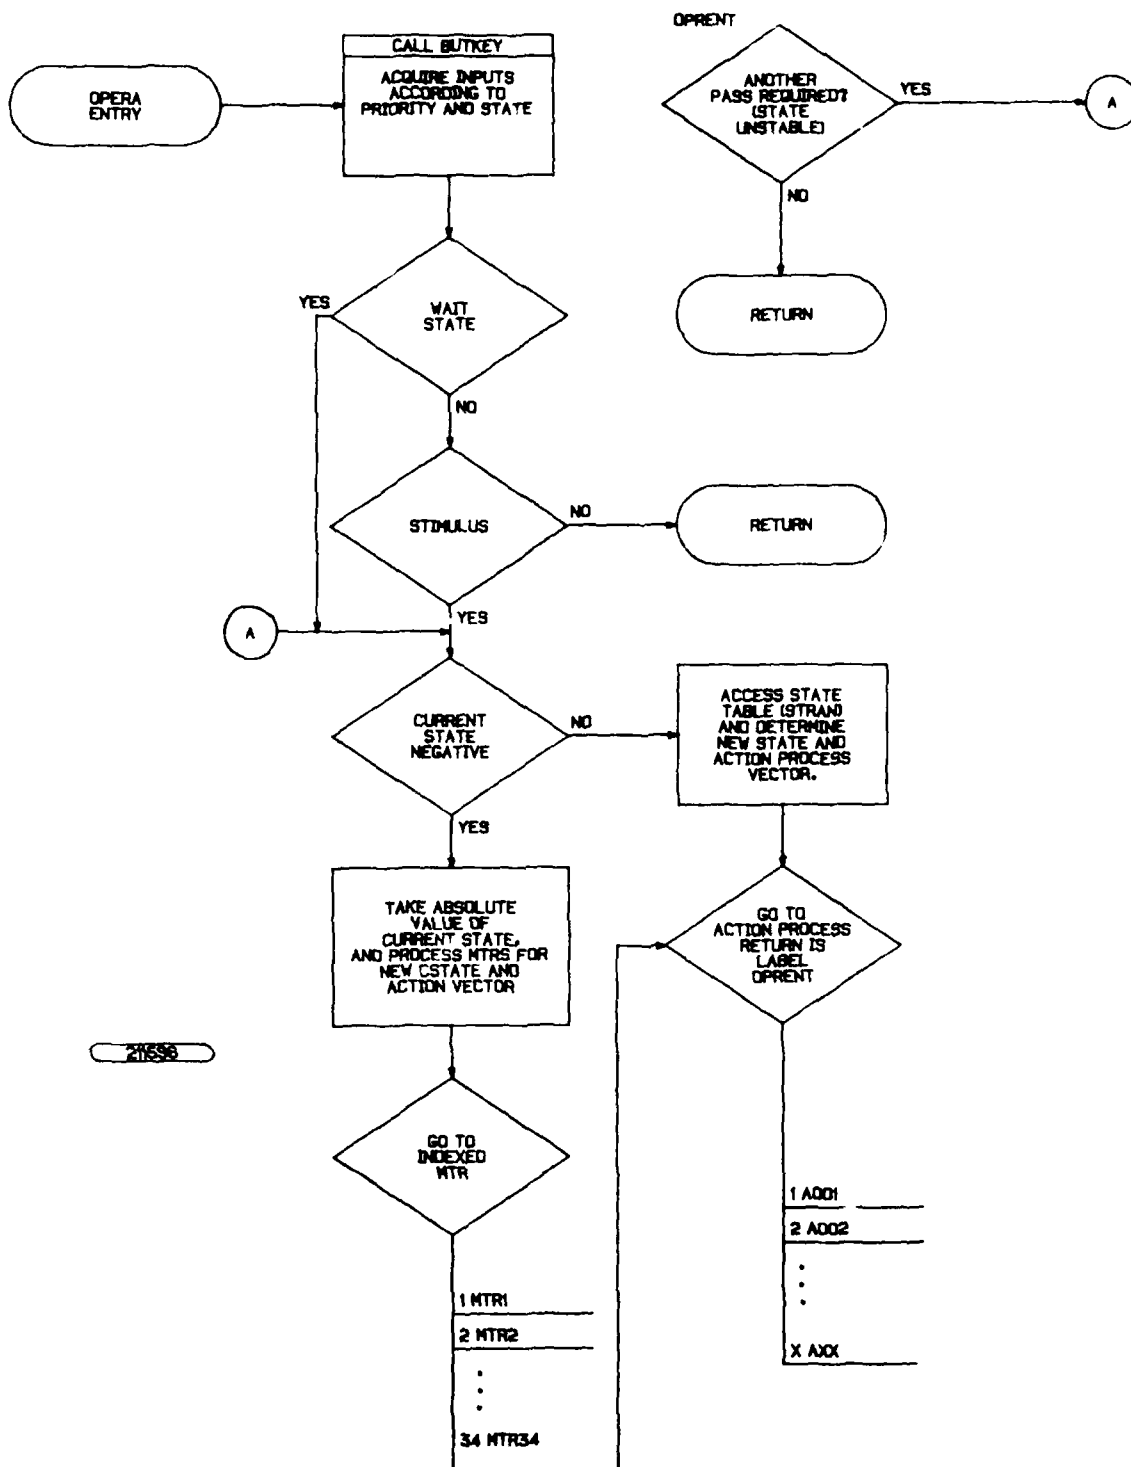 OPRENT
CALL BUTKEY
ACQUIRE INPUTS
ACCORDING TO
PRIORITY AND STATE
OPERA
ENTRY
ANOTHER
PASS REQUIRED?
(STATE
UNSTABLE)
YES
A
NO
RETURN
YES
WAIT
STATE
NO
STIMULUS
NO
RETURN
YES
A
CURRENT
STATE
NEGATIVE
NO
ACCESS STATE
TABLE (STRAN)
AND DETERMINE
NEW STATE AND
ACTION PROCESS
VECTOR.
YES
TAKE ABSOLUTE
VALUE OF
CURRENT STATE,
AND PROCESS MTRS FOR
NEW CSTATE AND
ACTION VECTOR
GO TO
ACTION PROCESS
RETURN IS
LABEL
OPRENT
GO TO
INDEXED
MTR
1 A001
2 A002
X AXX
1 MTR1
2 MTR2
34 MTR34